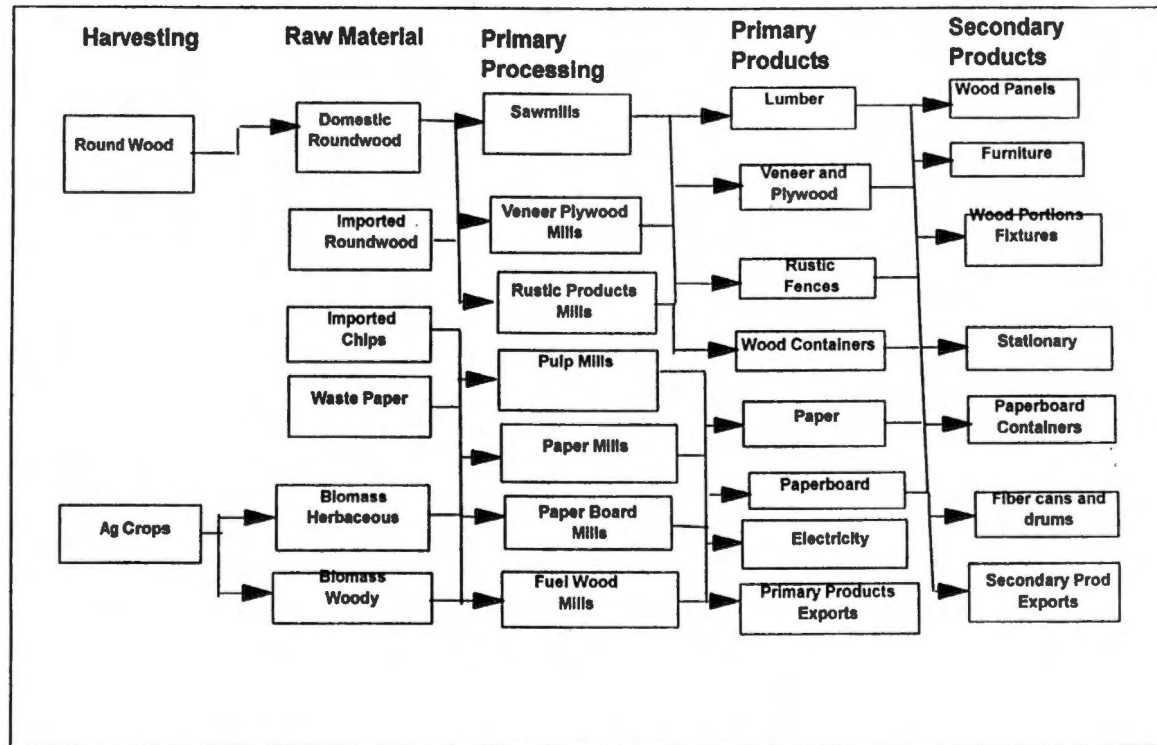 Harvesting
Raw Material
Primary
Processing
Primary
Products
Secondary
Products
Round Wood
Ag Crops
Domestic
Roundwood
Imported
Roundwood
Imported
Chips
Waste Paper
Biomass
Herbaceous
Biomass
Woody
Sawmills
Veneer Plywood
Mills
Rustic Products
Mills
Pulp Mills
Paper Mills
Paper Board
Mills
Fuel Wood
Mills
Lumber
Veneer and
Plywood
Rustic
Fences
Wood Containers
Paper
Paperboard
Electricity
Primary Products
Exports
Wood Panels
Furniture
Wood Portions
Fixtures
Stationary
Paperboard
Containers
Fiber cans and
drums
Secondary Prod
Exports